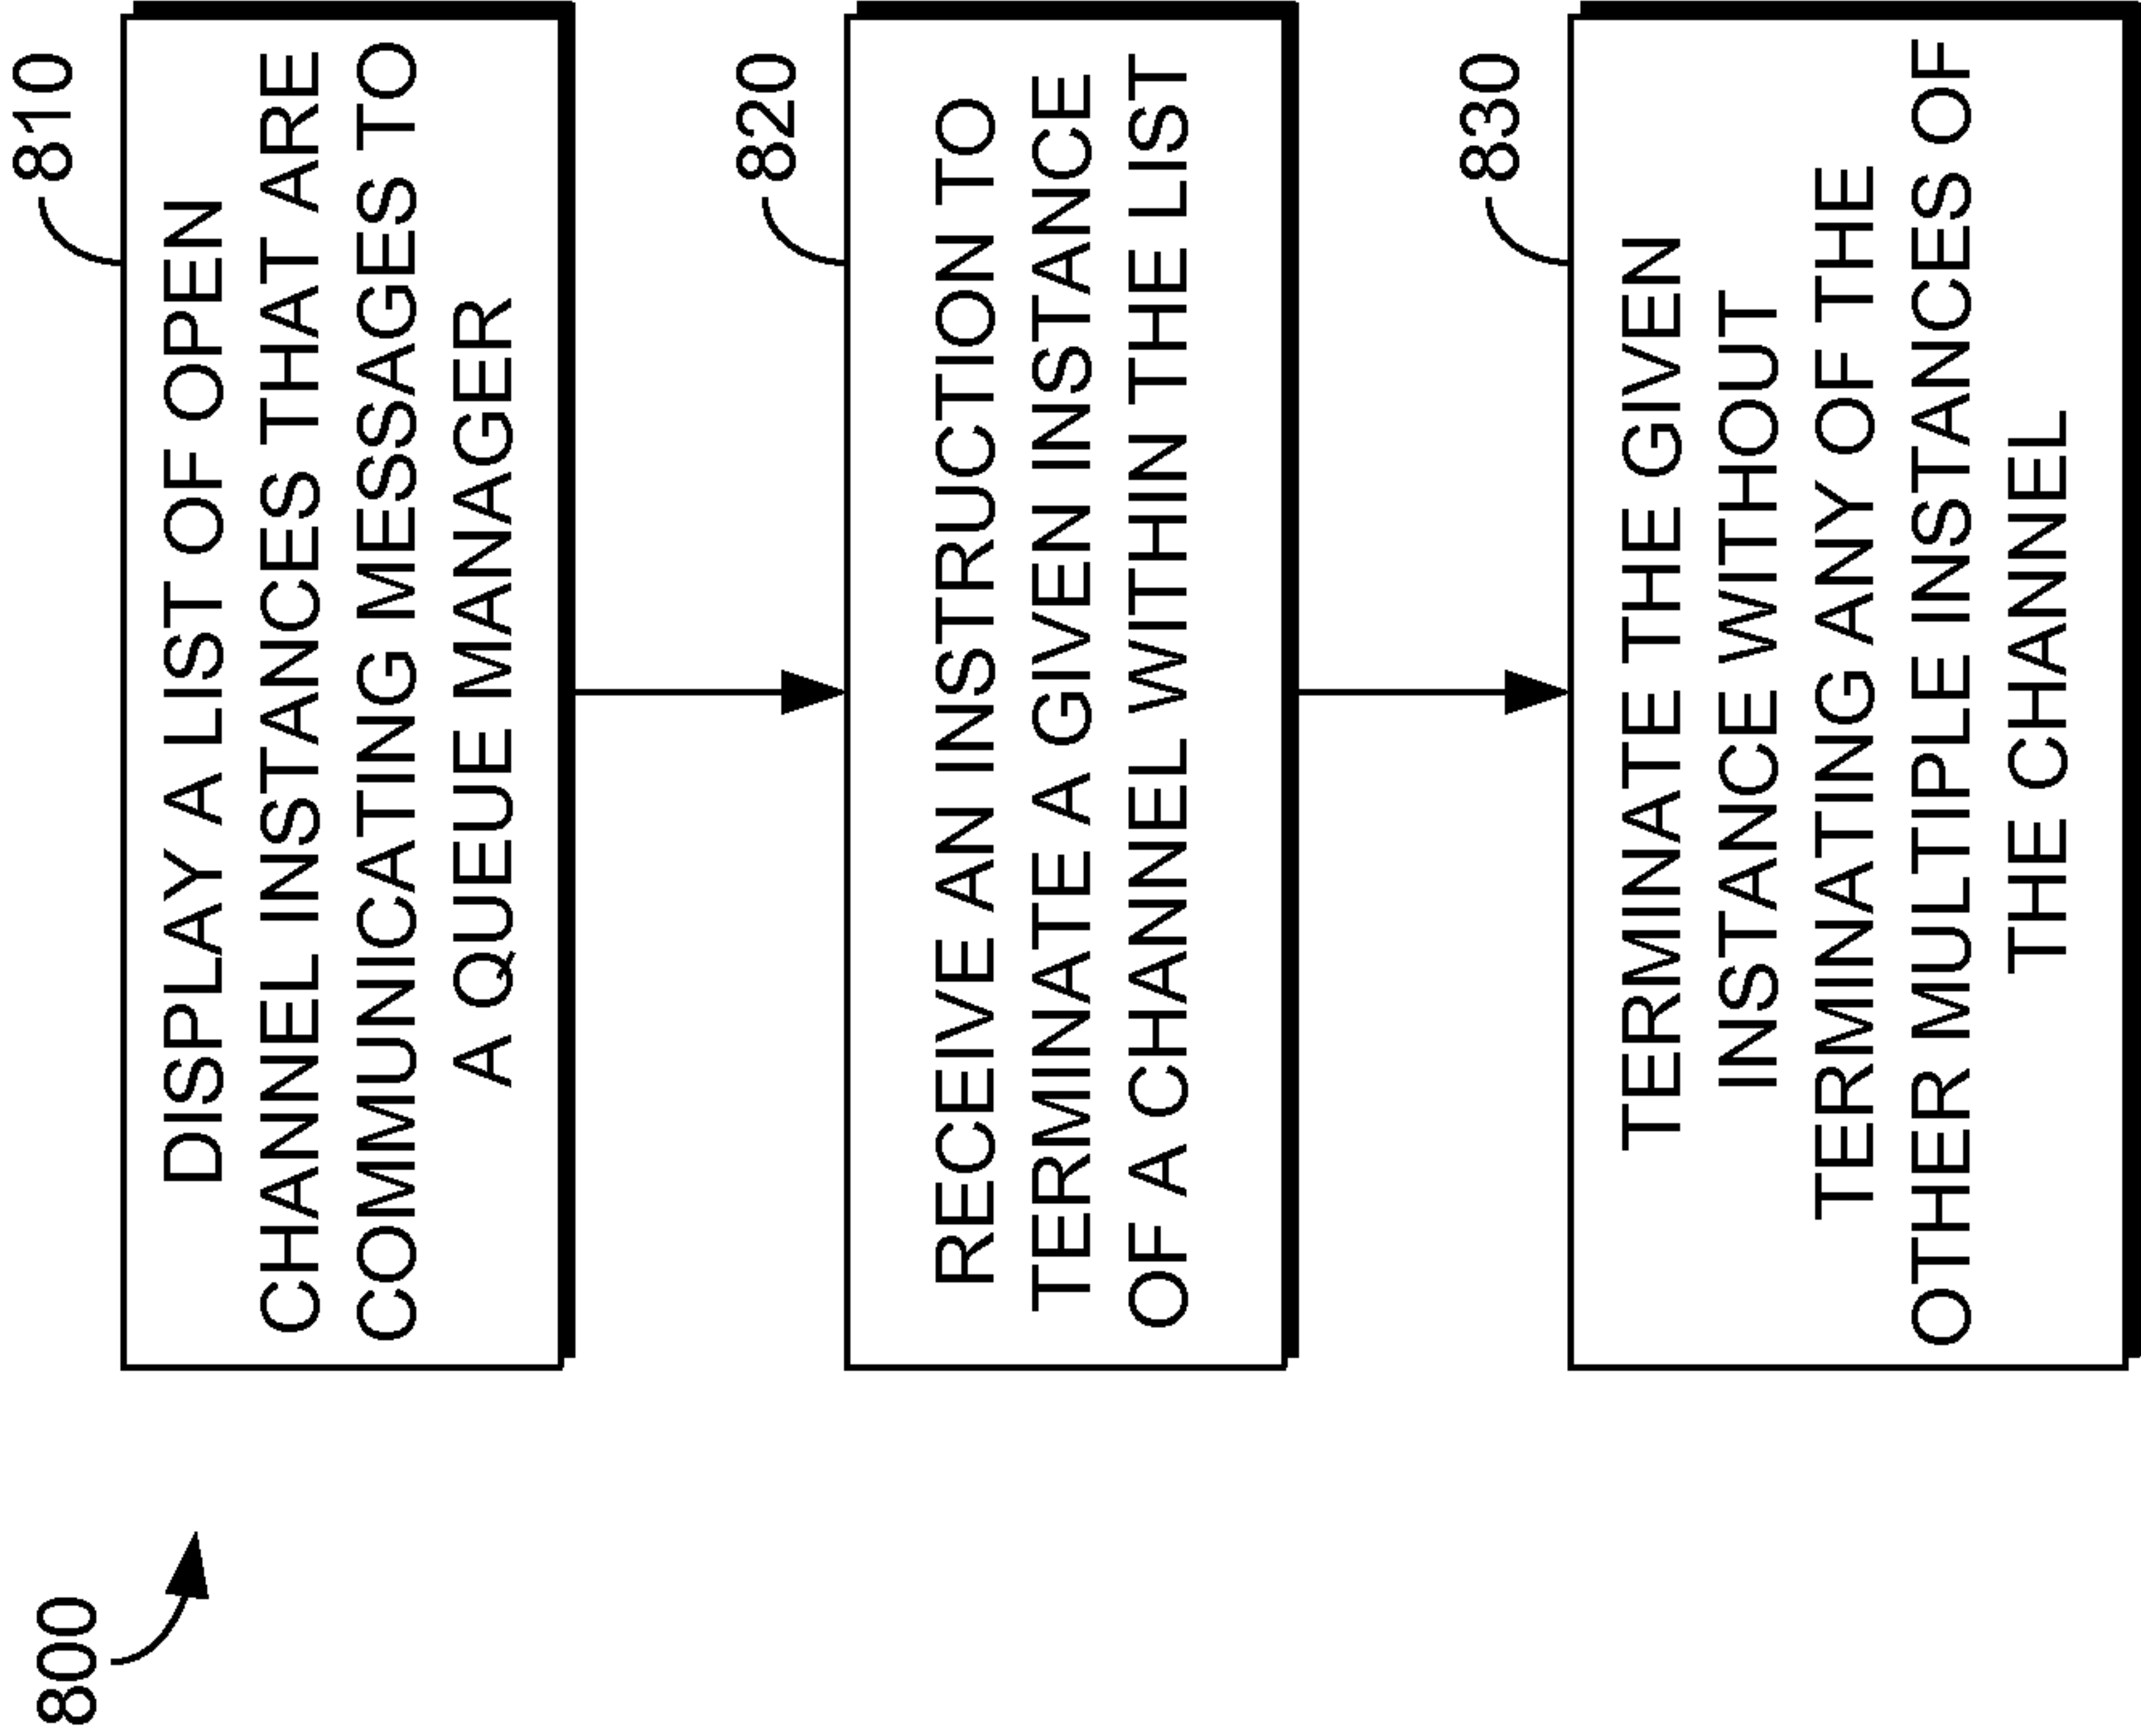 800
810
DISPLAY A LIST OF OPEN
CHANNEL INSTANCES THAT ARE
COMMUNICATING MESSAGES TO
A QUEUE MANAGER
820
RECEIVE AN INSTRUCTION TO
TERMINATE A GIVEN INSTANCE
OF A CHANNEL WITHIN THE LIST
830
TERMINATE THE GIVEN
INSTANCE WITHOUT
TERMINATING ANY OF THE
OTHER MULTIPLE INSTANCES OF
THE CHANNEL